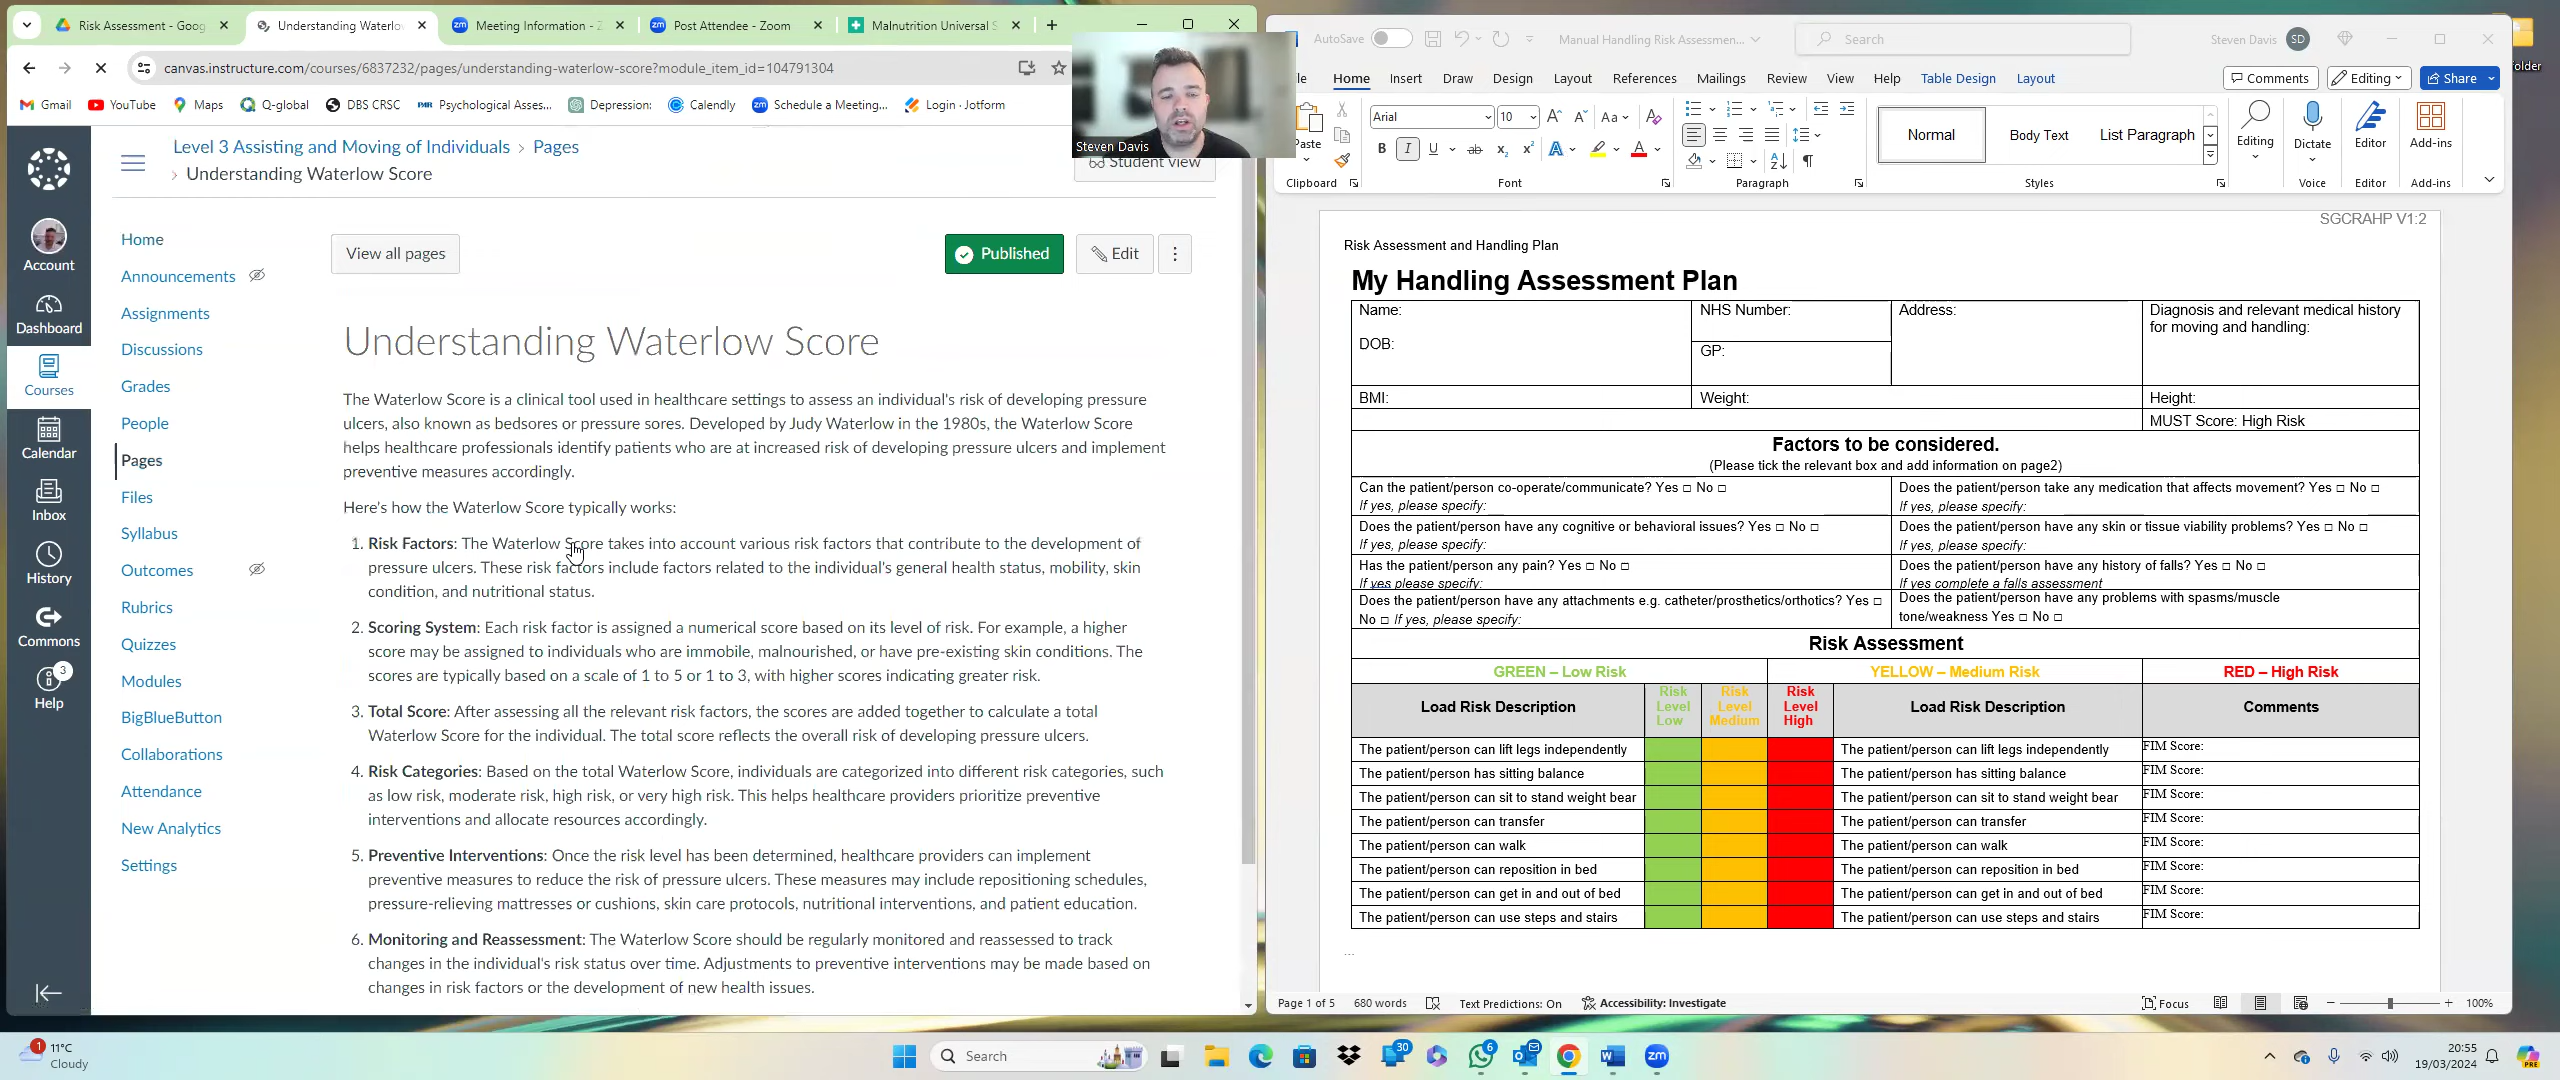 Risk Assessment - Goog
Understanding Waterlo
Meeting Information - Z
Post Attendee - Zoom
Malnutrition Universal S
canvas.instructure.com/courses/6837232/pages/understanding-waterlow-score?module_item_id=104791304
Gmail
YouTube
Maps
Q-global
DBS CRSC
Psychological Asses...
Depression:
Calendly
Schedule a Meeting...
Login · Jotform
Steven Davis
Level 3 Assisting and Moving of Individuals > Pages
> Understanding Waterlow Score
Student View
Account
Dashboard
Courses
Calendar
Inbox
History
Commons
3
Help
Home
Announcements
Assignments
Discussions
Grades
People
Pages
Files
Syllabus
Outcomes
Rubrics
Quizzes
Modules
BigBlueButton
Collaborations
Attendance
New Analytics
Settings
View all pages
Published
Edit
Understanding Waterlow Score
The Waterlow Score is a clinical tool used in healthcare settings to assess an individual's risk of developing pressure
ulcers, also known as bedsores or pressure sores. Developed by Judy Waterlow in the 1980s, the Waterlow Score
helps healthcare professionals identify patients who are at increased risk of developing pressure ulcers and implement
preventive measures accordingly.
Here's how the Waterlow Score typically works:
1. Risk Factors: The Waterlow Score takes into account various risk factors that contribute to the development of
pressure ulcers. These risk factors include factors related to the individual's general health status, mobility, skin
condition, and nutritional status.
2. Scoring System: Each risk factor is assigned a numerical score based on its level of risk. For example, a higher
score may be assigned to individuals who are immobile, malnourished, or have pre-existing skin conditions. The
scores are typically based on a scale of 1 to 5 or 1 to 3, with higher scores indicating greater risk.
3. Total Score: After assessing all the relevant risk factors, the scores are added together to calculate a total
Waterlow Score for the individual. The total score reflects the overall risk of developing pressure ulcers.
4. Risk Categories: Based on the total Waterlow Score, individuals are categorized into different risk categories, such
as low risk, moderate risk, high risk, or very high risk. This helps healthcare providers prioritize preventive
interventions and allocate resources accordingly.
5. Preventive Interventions: Once the risk level has been determined, healthcare providers can implement
preventive measures to reduce the risk of pressure ulcers. These measures may include repositioning schedules,
pressure-relieving mattresses or cushions, skin care protocols, nutritional interventions, and patient education.
6. Monitoring and Reassessment: The Waterlow Score should be regularly monitored and reassessed to track
changes in the individual's risk status over time. Adjustments to preventive interventions may be made based on
changes in risk factors or the development of new health issues.
AutoSave
Manual Handling Risk Assessmen...
Search
Steven Davis SD
Home Insert Draw Design Layout References Mailings Review View Help Table Design Layout
Comments
Editing
Share
Paste
Arial
10
Normal
Body Text
List Paragraph
Editing
Dictate
Editor
Add-ins
Clipboard
Font
Paragraph
Styles
Voice
Editor
Add-ins
SGCRAHP V1:2
Risk Assessment and Handling Plan
My Handling Assessment Plan
Name:
DOB:
NHS Number:
GP:
Address:
Diagnosis and relevant medical history
for moving and handling:
BMI:
Weight:
Height:
MUST Score: High Risk
Factors to be considered.
(Please tick the relevant box and add information on page2)
Can the patient/person co-operate/communicate? Yes □ No □
If yes, please specify:
Does the patient/person take any medication that affects movement? Yes □ No □
If yes, please specify:
Does the patient/person have any cognitive or behavioral issues? Yes □ No □
If yes, please specify:
Does the patient/person have any skin or tissue viability problems? Yes □ No □
If yes, please specify:
Has the patient/person any pain? Yes □ No □
If yes please specify:
Does the patient/person have any history of falls? Yes □ No □
If yes complete a falls assessment
Does the patient/person have any attachments e.g. catheter/prosthetics/orthotics? Yes □
No □ If yes, please specify:
Does the patient/person have any problems with spasms/muscle
tone/weakness Yes □ No □
Risk Assessment
GREEN – Low Risk
YELLOW – Medium Risk
RED – High Risk
Load Risk Description
Risk Level Low
Risk Level Medium
Risk Level High
Load Risk Description
Comments
The patient/person can lift legs independently
The patient/person can lift legs independently
FIM Score:
The patient/person has sitting balance
The patient/person has sitting balance
FIM Score:
The patient/person can sit to stand weight bear
The patient/person can sit to stand weight bear
FIM Score:
The patient/person can transfer
The patient/person can transfer
FIM Score:
The patient/person can walk
The patient/person can walk
FIM Score:
The patient/person can reposition in bed
The patient/person can reposition in bed
FIM Score:
The patient/person can get in and out of bed
The patient/person can get in and out of bed
FIM Score:
The patient/person can use steps and stairs
The patient/person can use steps and stairs
FIM Score:
Page 1 of 5
680 words
Text Predictions: On
Accessibility: Investigate
Focus
100%
1
11°C
Cloudy
Search
30
6
20:55
19/03/2024